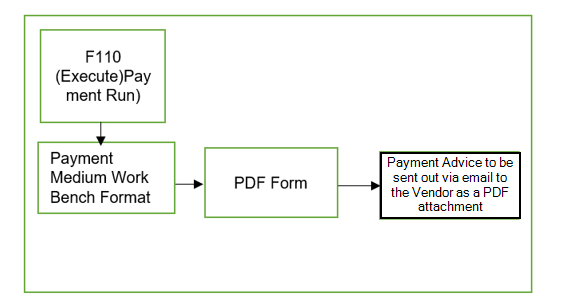 F110
(Execute)Pay
ment Run)
Payment
Medium Work
Bench Format
PDF Form
Payment Advice to be
sent out via email to
the Vendor as a PDF
attachment